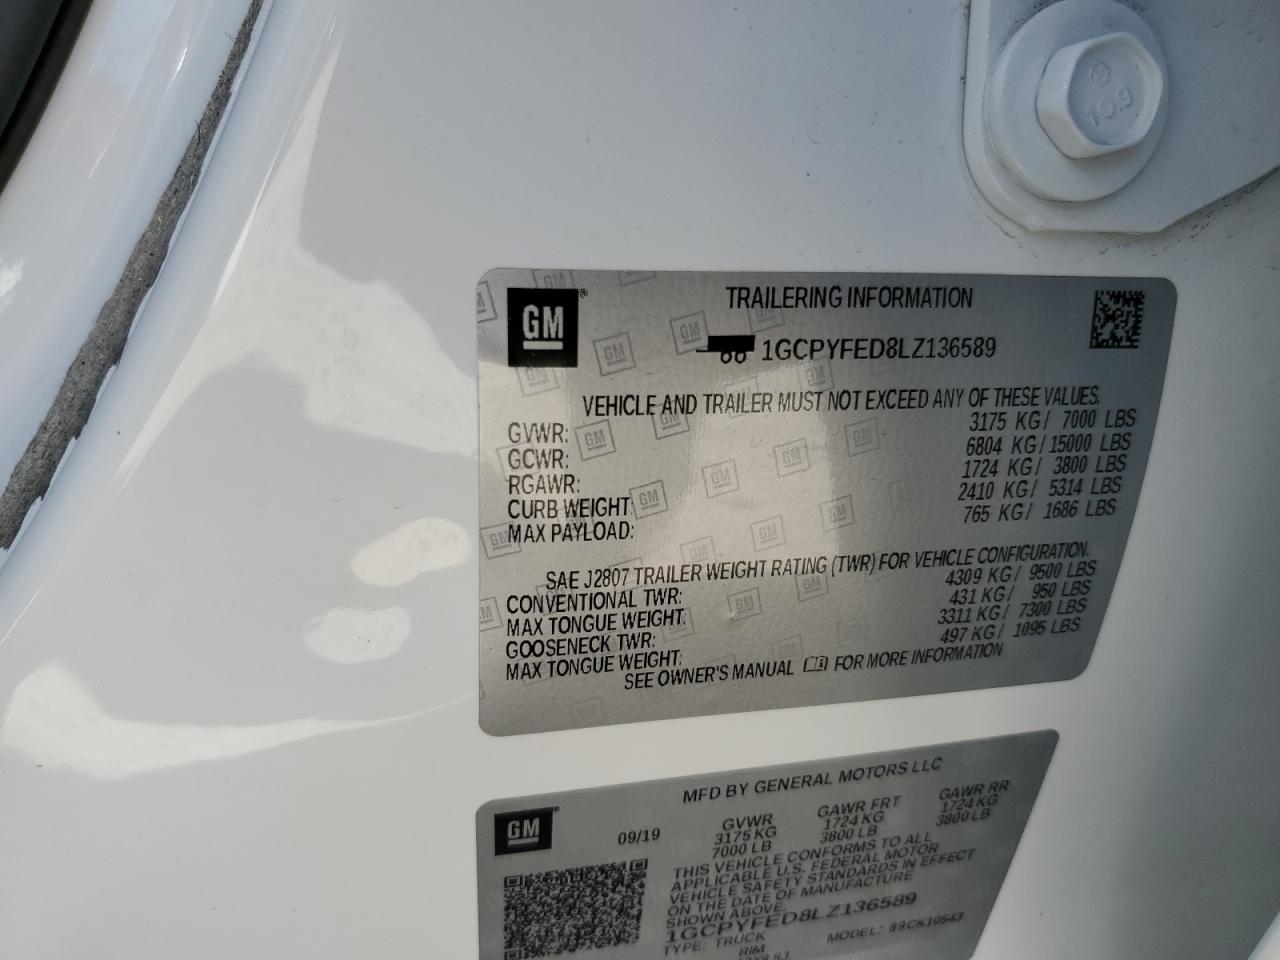 10.9
GM
TRAILERING INFORMATION
1GCPYFED8LZ136589
VEHICLE AND TRAILER MUST NOT EXCEED ANY OF THESE VALUES.
GVWR: 3175 KG/ 7000 LBS
GCWR: 6804 KG/15000 LBS
RGAWR: 1724 KG/ 3800 LBS
CURB WEIGHT: 2410 KG/ 5314 LBS
MAX PAYLOAD: 765 KG/ 1686 LBS
SAE J2807 TRAILER WEIGHT RATING (TWR) FOR VEHICLE CONFIGURATION.
CONVENTIONAL TWR: 4309 KG/ 9500 LBS
MAX TONGUE WEIGHT: 431 KG/ 950 LBS
GOOSENECK TWR: 3311 KG/ 7300 LBS
MAX TONGUE WEIGHT: 497 KG/ 1095 LBS
SEE OWNER'S MANUAL FOR MORE INFORMATION
MFD BY GENERAL MOTORS LLC
GM
09/19
GVWR GAWR FRT GAWR RR
3175 KG 1724 KG 1724 KG
7000 LB 3800 LB 3800 LB
THIS VEHICLE CONFORMS TO ALL
APPLICABLE U.S. FEDERAL MOTOR
VEHICLE SAFETY STANDARDS IN EFFECT
ON THE DATE OF MANUFACTURE
SHOWN ABOVE.
1GCPYFED8LZ136589
TYPE: TRUCK MODEL:
RIM